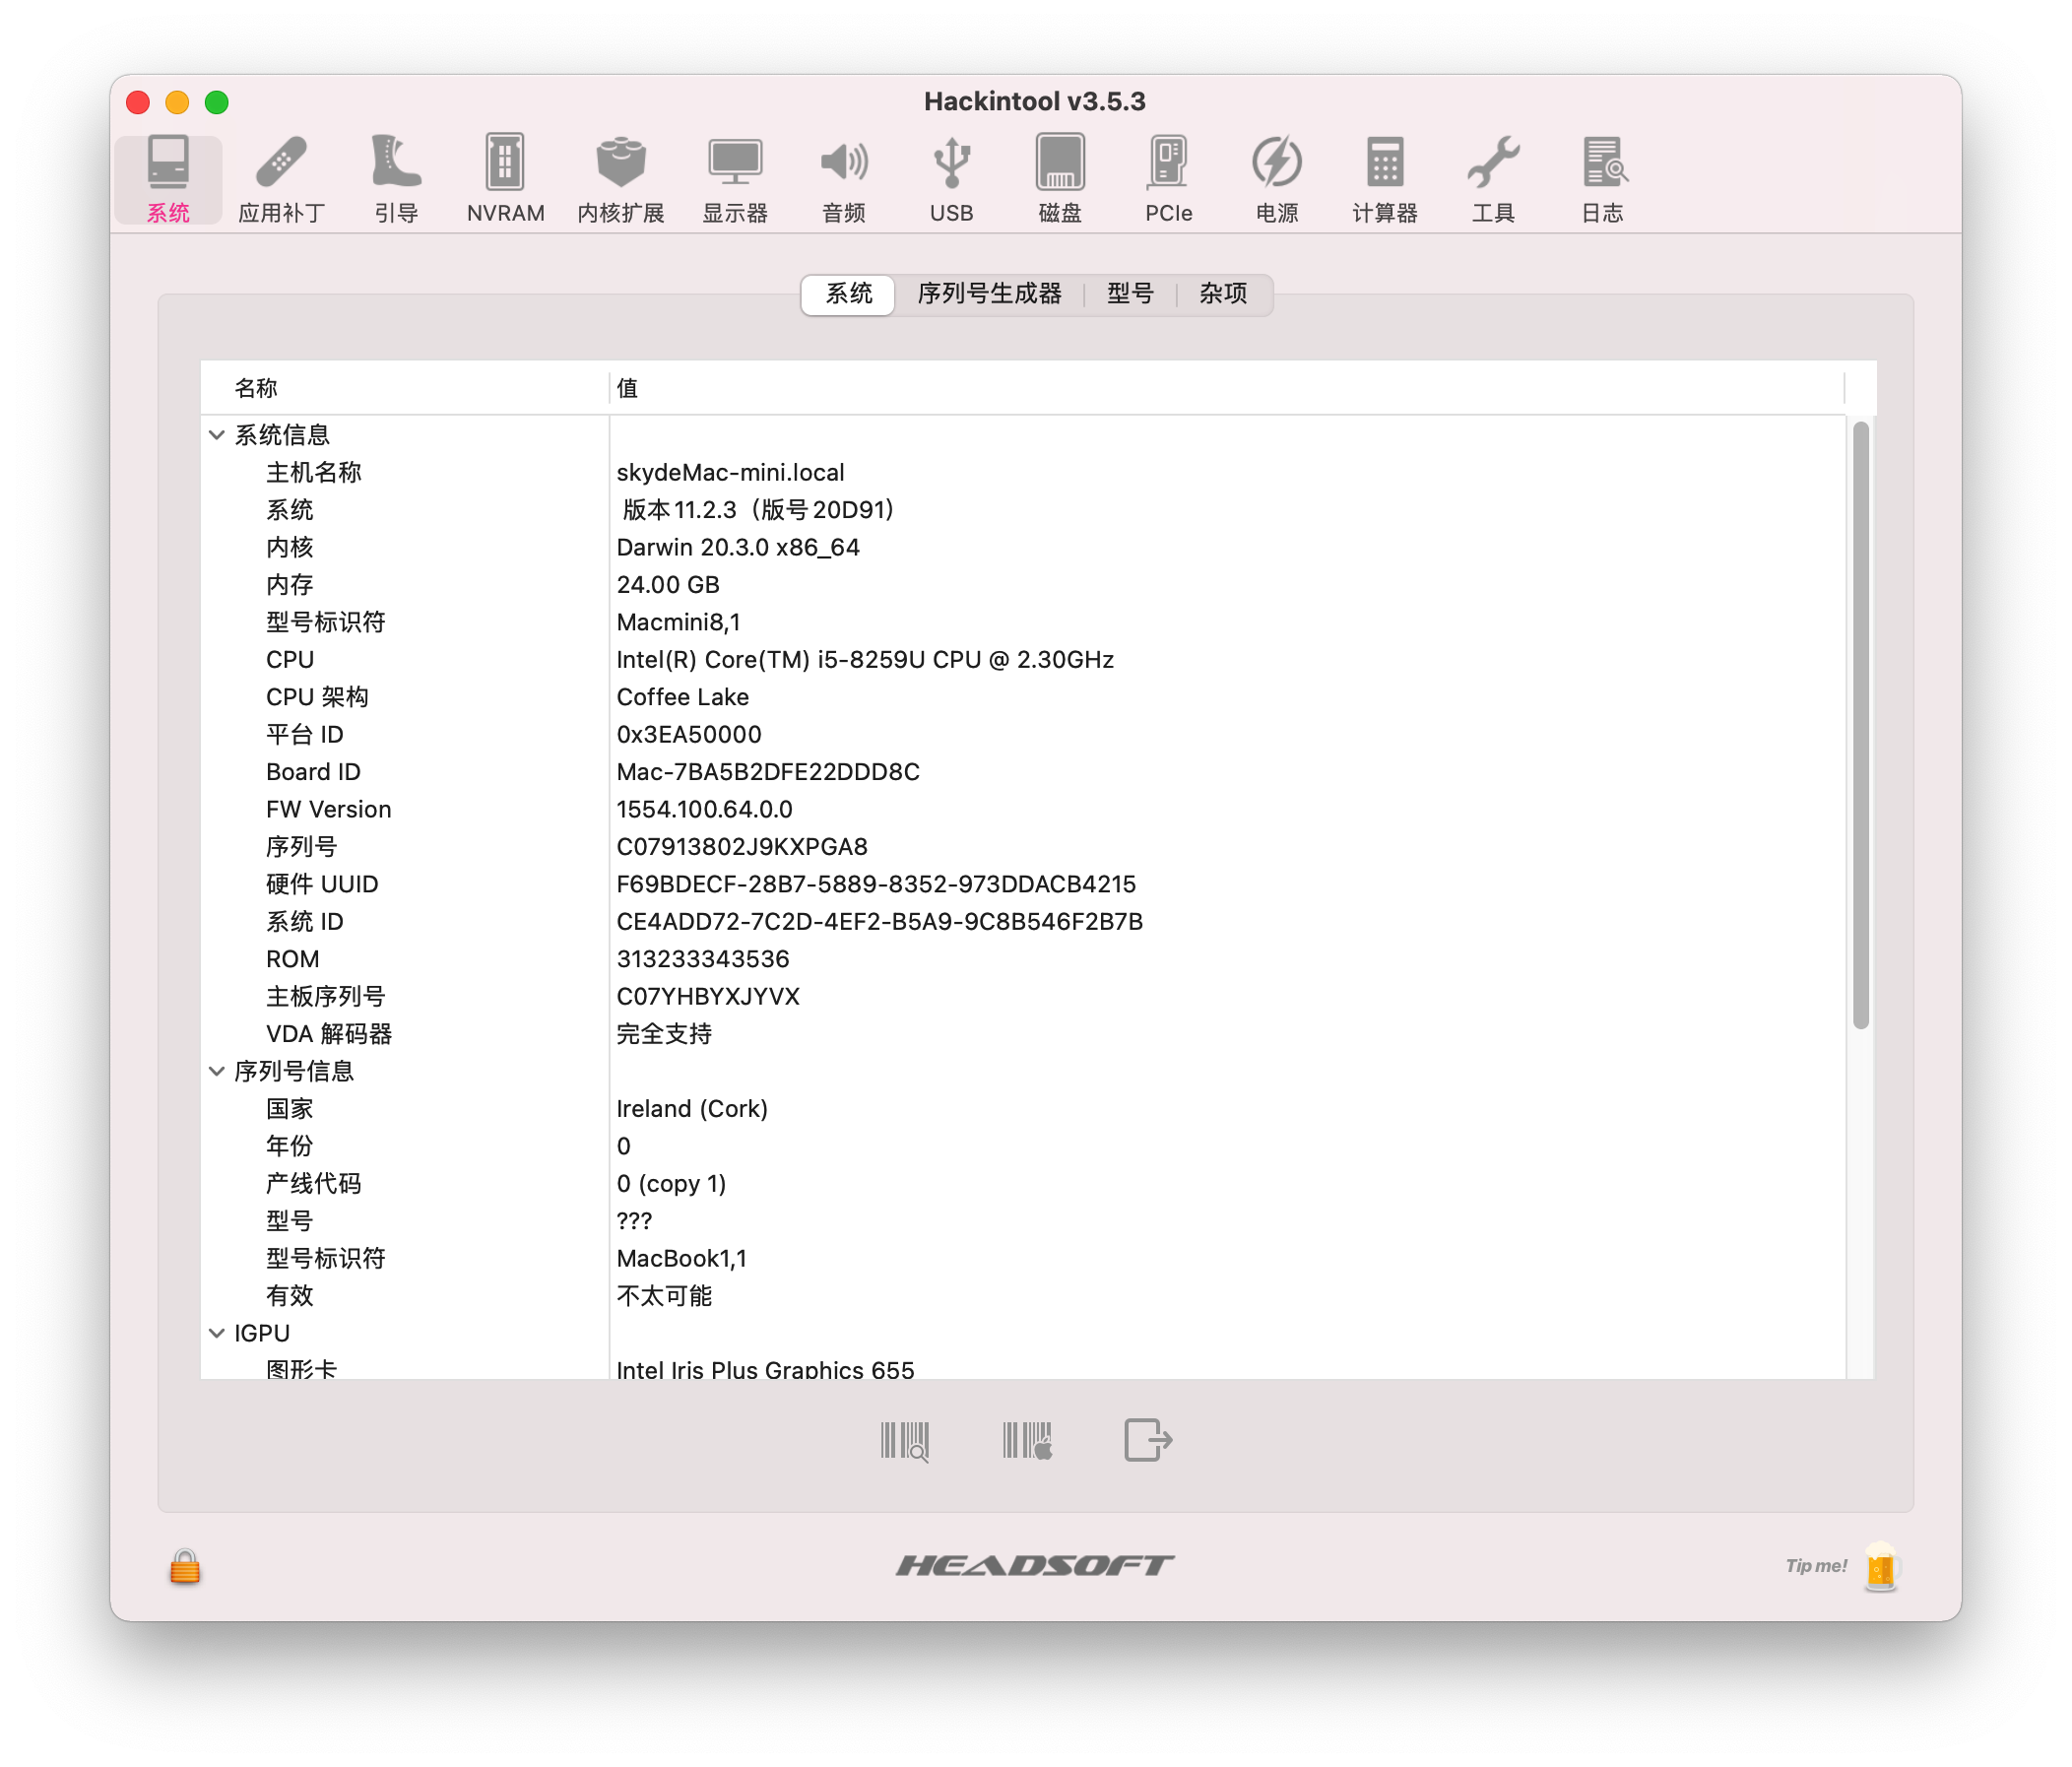 Hackintool v3.5.3
系统 应用补丁 引导 NVRAM 内核扩展 显示器 音频 USB 磁盘 PCIe 电源 计算器 工具 日志
系统 序列号生成器 型号 杂项
名称 值
系统信息
主机名称 skydeMac-mini.local
系统 版本 11.2.3（版号 20D91）
内核 Darwin 20.3.0 x86_64
内存 24.00 GB
型号标识符 Macmini8,1
CPU Intel(R) Core(TM) i5-8259U CPU @ 2.30GHz
CPU 架构 Coffee Lake
平台 ID 0x3EA50000
Board ID Mac-7BA5B2DFE22DDD8C
FW Version 1554.100.64.0.0
序列号 C07913802J9KXPGA8
硬件 UUID F69BDECF-28B7-5889-8352-973DDACB4215
系统 ID CE4ADD72-7C2D-4EF2-B5A9-9C8B546F2B7B
ROM 313233343536
主板序列号 C07YHBYXJYVX
VDA 解码器 完全支持
序列号信息
国家 Ireland (Cork)
年份 0
产线代码 0 (copy 1)
型号 ???
型号标识符 MacBook1,1
有效 不太可能
IGPU
图形卡 Intel Iris Plus Graphics 655
HEADSOFT
Tip me!